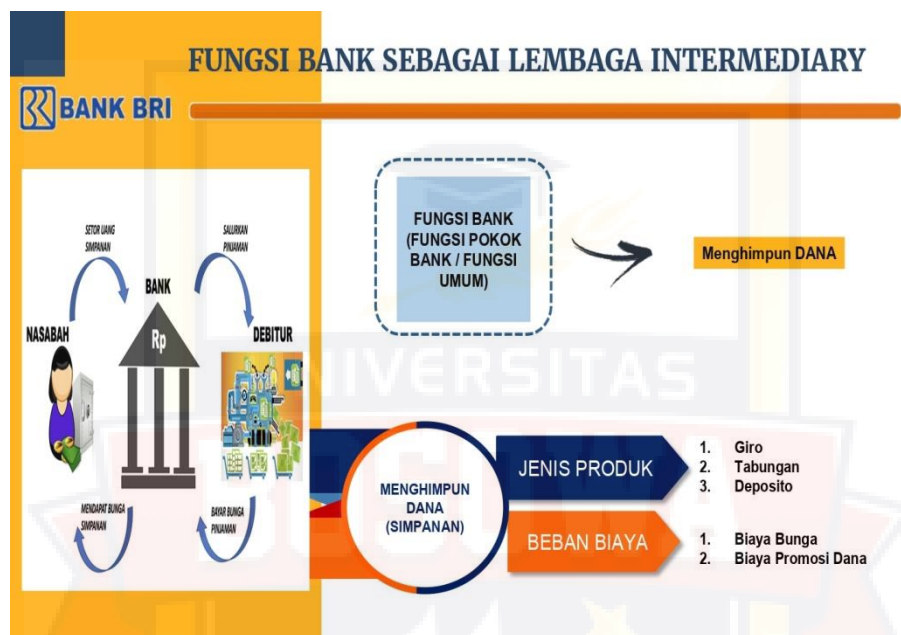 FUNGSI BANK SEBAGAI LEMBAGA INTERMEDIARY
BANK BRI
SETOR UANG
SIMPANAN
SALURKAN
PINJAMAN
BANK
NASABAH
Rp
DEBITUR
MENDAPAT BUNGA
SIMPANAN
BAYAR BUNGA
PINJAMAN
FUNGSI BANK
(FUNGSI POKOK
BANK / FUNGSI
UMUM)
Menghimpun DANA
MENGHIMPUN
DANA
(SIMPANAN)
JENIS PRODUK
1. Giro
2. Tabungan
3. Deposito
BEBAN BIAYA
1. Biaya Bunga
2. Biaya Promosi Dana
UNIVERSITAS
BOSOWA